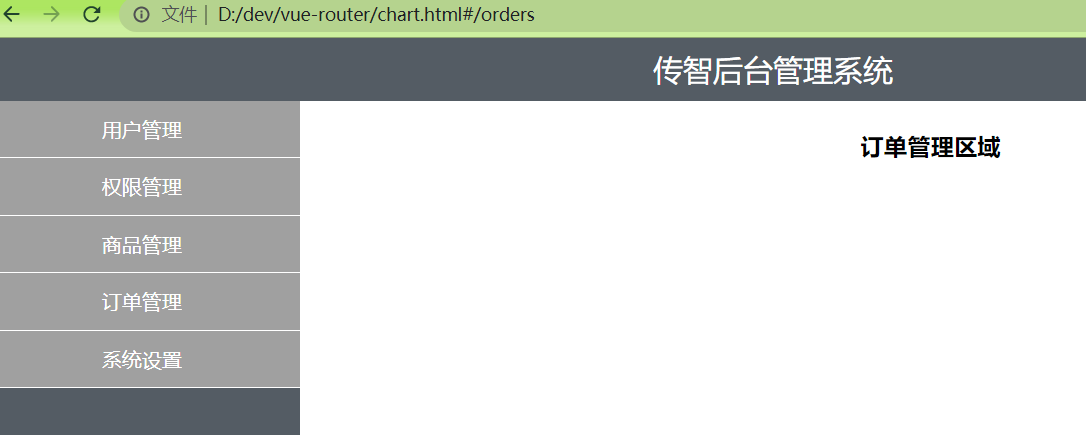 文件 | D:/dev/vue-router/chart.html#/orders
传智后台管理系统
用户管理
订单管理区域
权限管理
商品管理
订单管理
系统设置